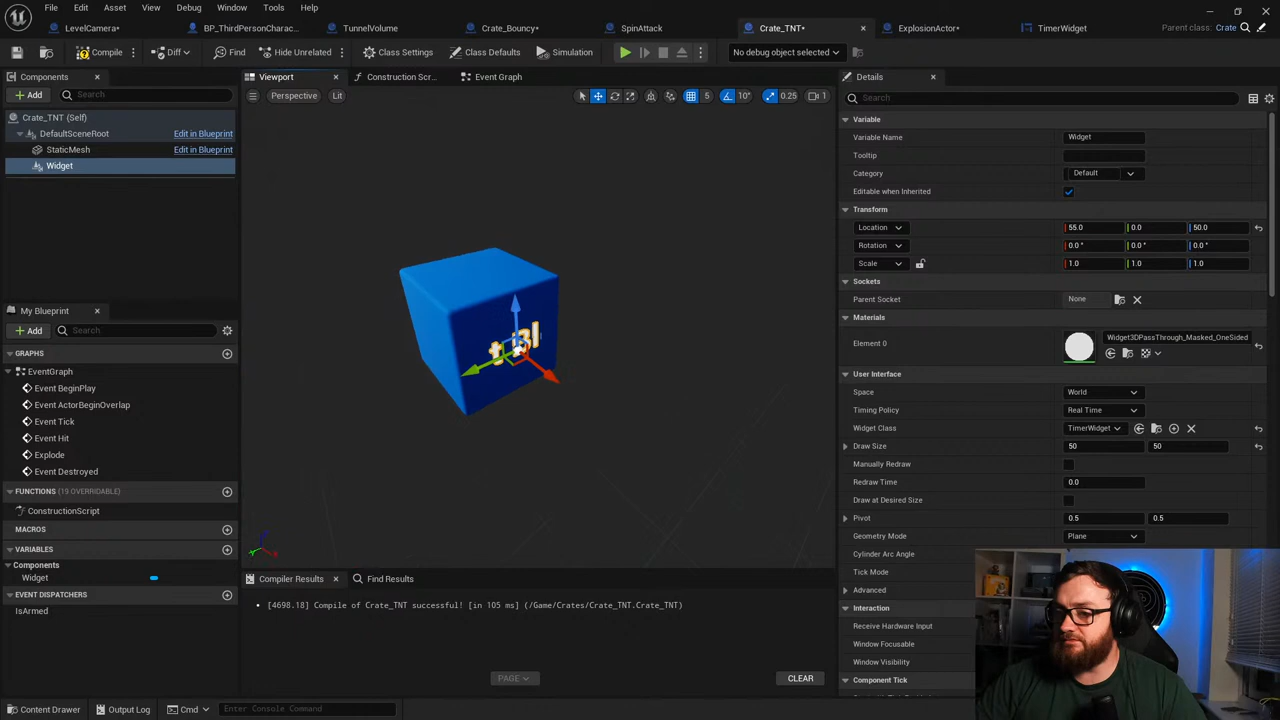 File Edit Asset View Debug Window Tools Help
LevelCamera• BP_ThirdPersonCharac... TunnelVolume Crate_Bouncy• SpinAttack Crate_TNT• ExplosionActor• TimerWidget Parent class: Crate
Compile Diff Find Hide Unrelated Class Settings Class Defaults Simulation No debug object selected
Components Viewport Construction Scr... Event Graph Details
Add Search Perspective Lit 5 10° 0.25 1 Search
Crate_TNT (Self) Variable
DefaultSceneRoot Edit in Blueprint Variable Name Widget
StaticMesh Edit in Blueprint Tooltip
Widget Category Default
Editable when Inherited
Transform
Location 55.0 0.0 50.0
Rotation 0.0 ° 0.0 ° 0.0 °
Scale 1.0 1.0 1.0
Sockets
Parent Socket None
My Blueprint Materials
Add Search Element 0 Widget3DPassThrough_Masked_OneSided
GRAPHS User Interface
EventGraph Space World
Event BeginPlay Timing Policy Real Time
Event ActorBeginOverlap Widget Class TimerWidget
Event Tick Draw Size 50 50
Event Hit Manually Redraw
Explode Redraw Time 0.0
Event Destroyed Draw at Desired Size
FUNCTIONS (19 OVERRIDABLE) Pivot 0.5 0.5
ConstructionScript Geometry Mode Plane
MACROS Cylinder Arc Angle
VARIABLES Tick Mode
Components Compiler Results Find Results Advanced
Widget [4698.18] Compile of Crate_TNT successful! [in 105 ms] (/Game/Crates/Crate_TNT.Crate_TNT) Interaction
EVENT DISPATCHERS Receive Hardware Input
IsArmed Window Focusable
Window Visibility
PAGE CLEAR Component Tick
Content Drawer Output Log Cmd Enter Console Command